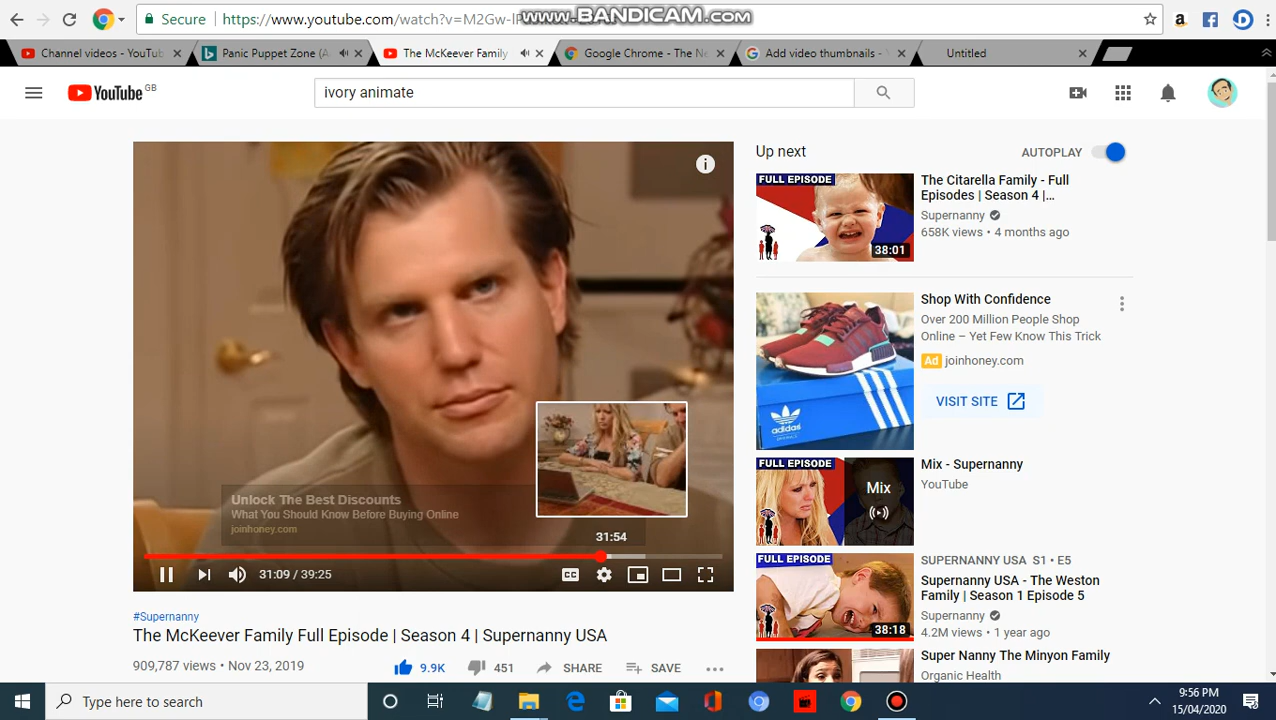 Secure
https://www.youtube.com/watch?v=M2Gw-
www.BANDICAM.com
Channel videos - YouTub
Panic Puppet Zone (A
The McKeever Family
Google Chrome - The Ne
Add video thumbnails -
Untitled
YouTube GB
ivory animate
Up next
AUTOPLAY
FULL EPISODE
38:01
The Citarella Family - Full
Episodes | Season 4 |...
Supernanny
658K views • 4 months ago
Shop With Confidence
Over 200 Million People Shop
Online – Yet Few Know This Trick
Ad joinhoney.com
VISIT SITE
adidas
FULL EPISODE
Mix
Mix - Supernanny
YouTube
FULL EPISODE
38:18
SUPERNANNY USA S1 • E5
Supernanny USA - The Weston
Family | Season 1 Episode 5
Supernanny
4.2M views • 1 year ago
Super Nanny The Minyon Family
Organic Health
Unlock The Best Discounts
What You Should Know Before Buying Online
joinhoney.com
31:54
31:09 / 39:25
CC
#Supernanny
The McKeever Family Full Episode | Season 4 | Supernanny USA
909,787 views • Nov 23, 2019
9.9K
451
SHARE
SAVE
Type here to search
9:56 PM
15/04/2020